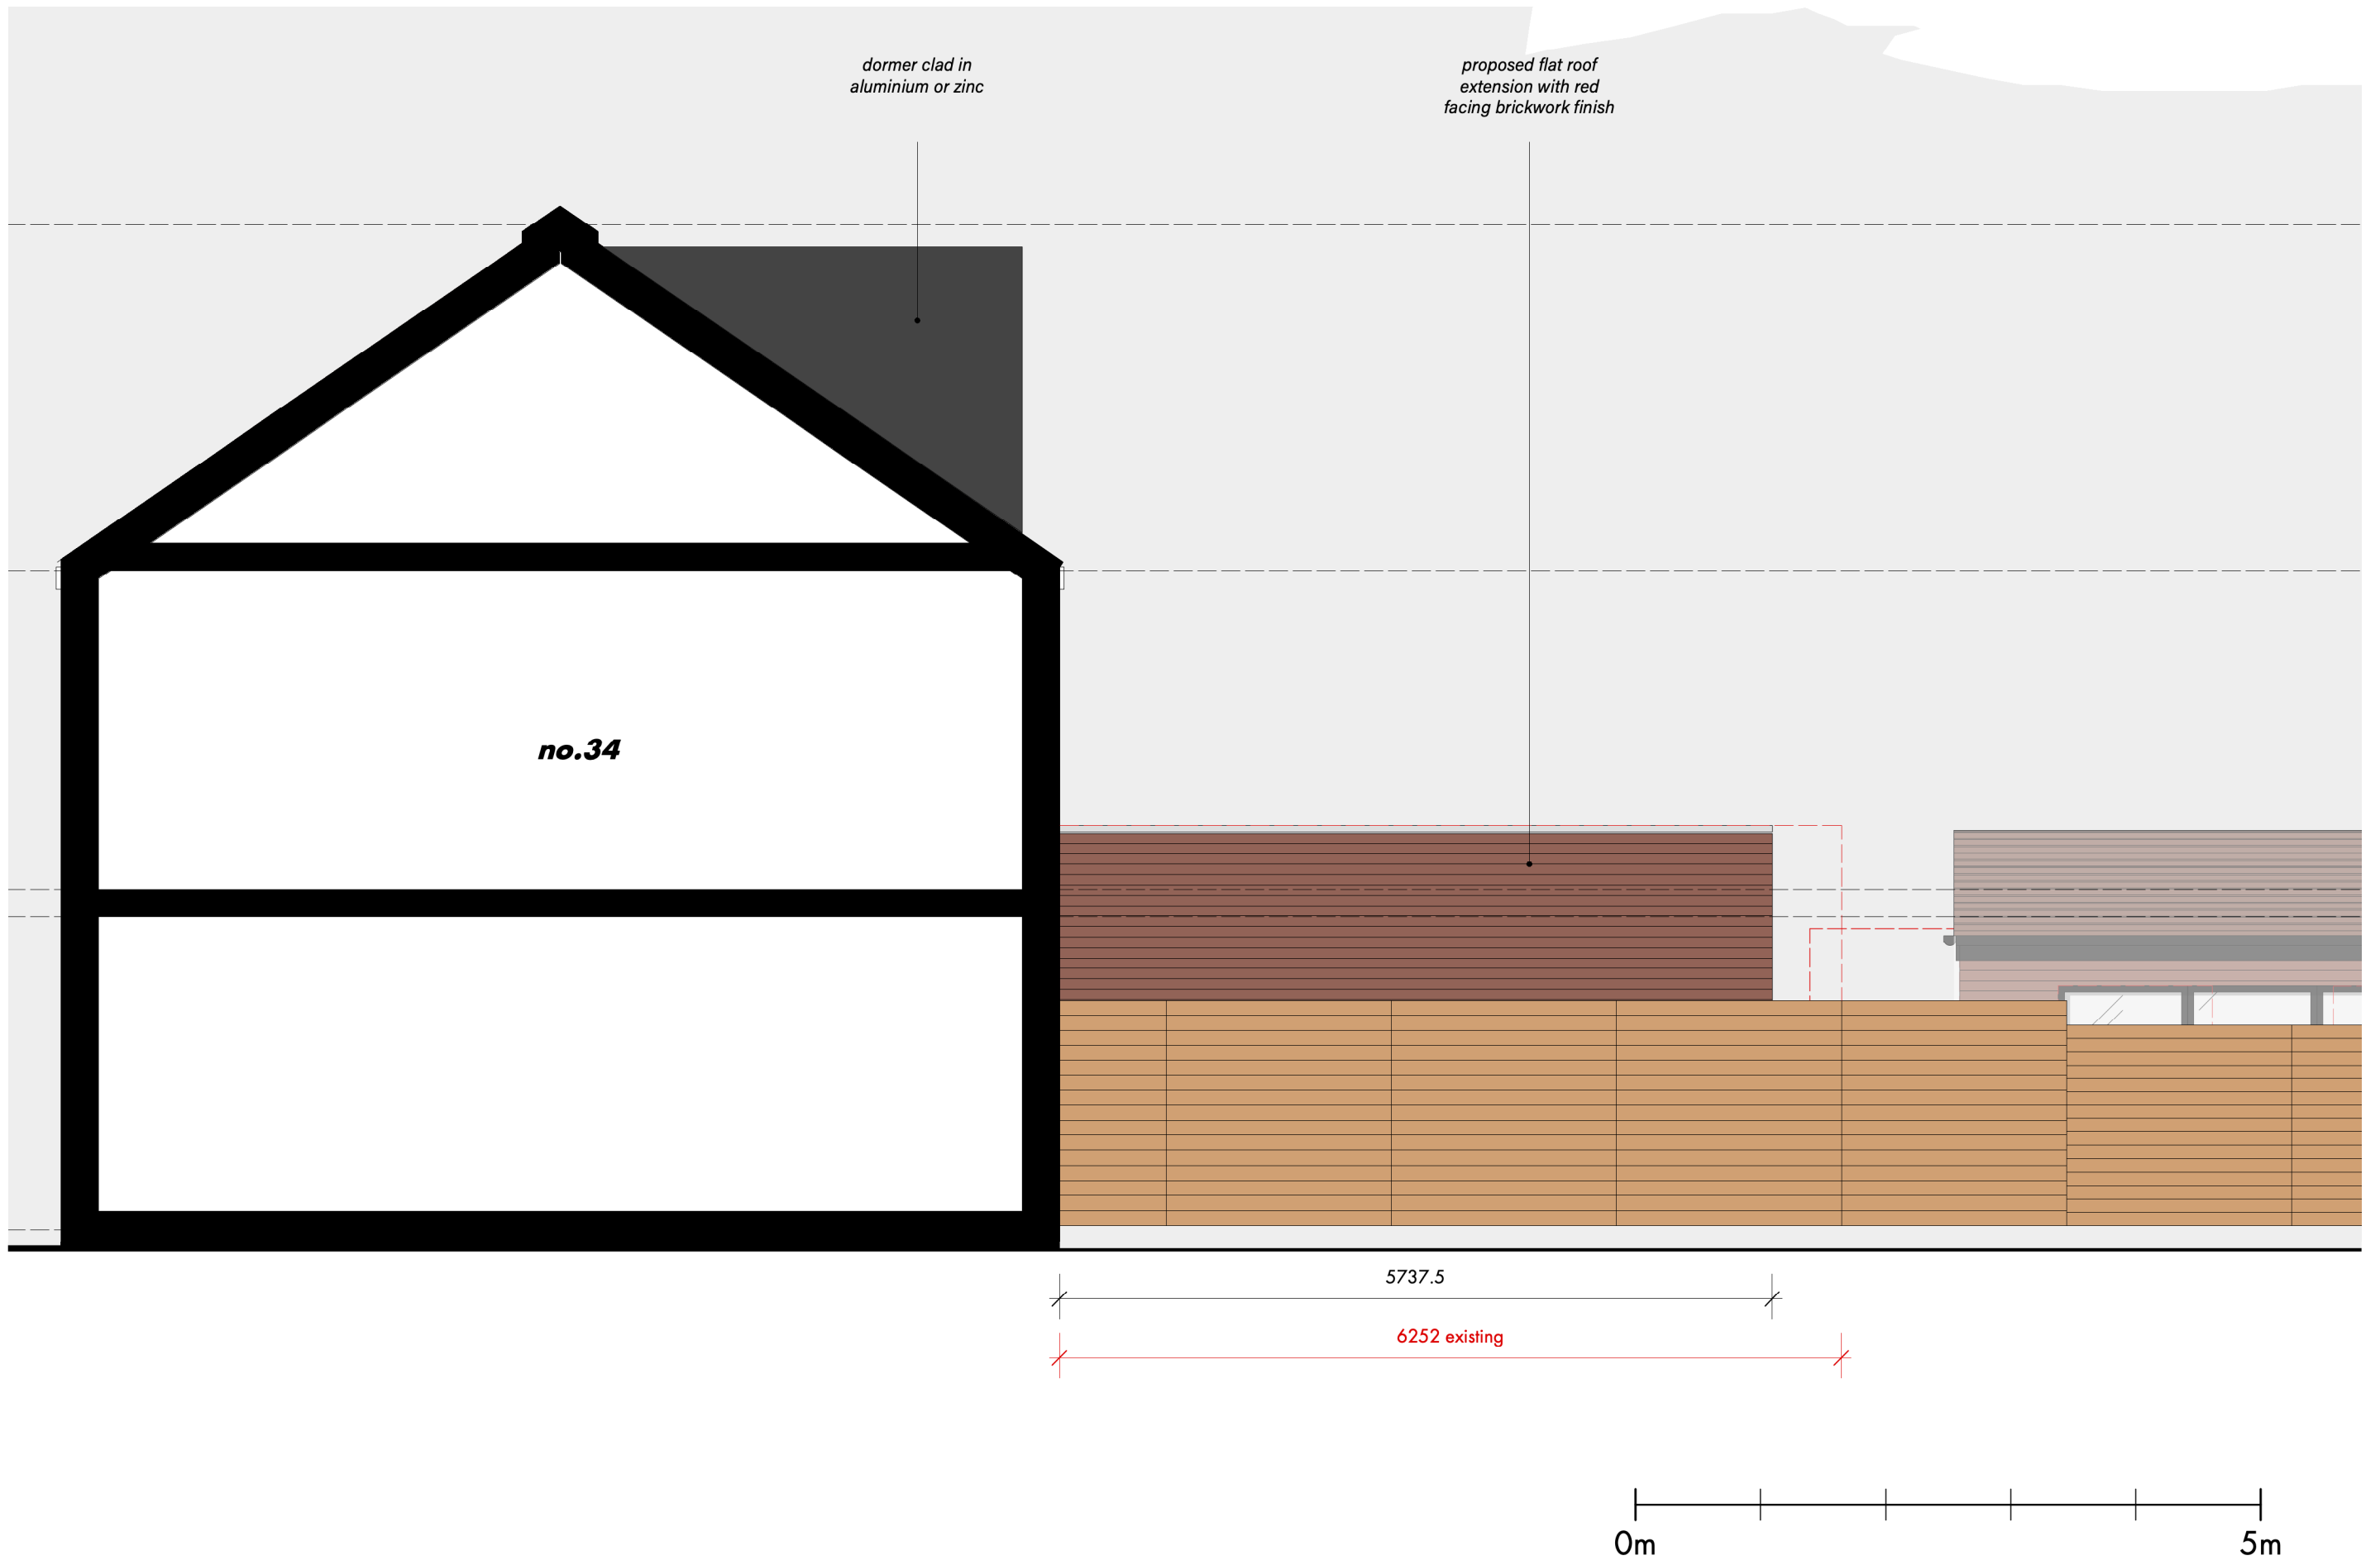 dormer clad in
aluminium or zinc
proposed flat roof
extension with red
facing brickwork finish
no.34
5737.5
6252 existing
0m
5m